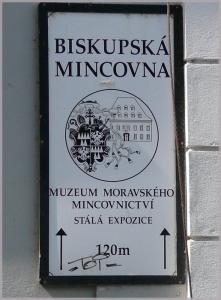 BISKUPSKÁ
MINCOVNA
MUZEUM MORAVSKÉHO
MINCOVNICTVÍ
STÁLÁ EXPOZICE
120m